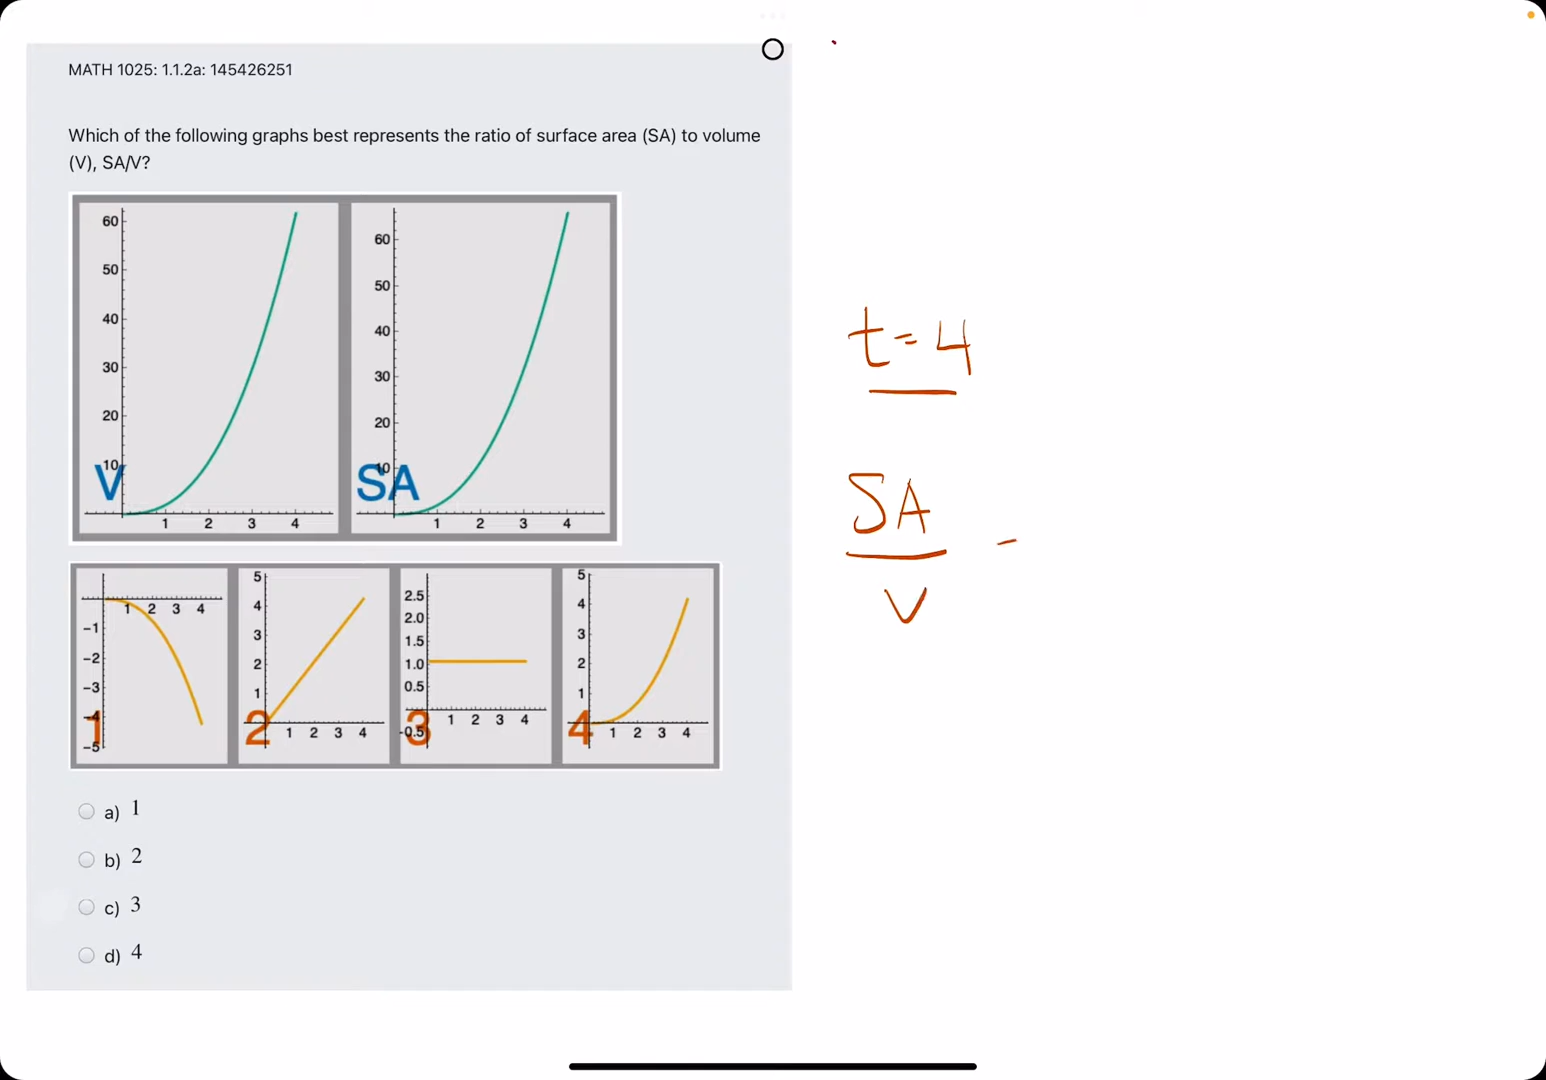 MATH 1025: 1.1.2a: 145426251
Which of the following graphs best represents the ratio of surface area (SA) to volume
(V), SA/V?
60
50
40
30
20
10
V
1 2 3 4
60
50
40
30
20
10
SA
1 2 3 4
1 2 3 4
-1
-2
-3
-4
-5
1
5
4
3
2
1
2
1 2 3 4
2.5
2.0
1.5
1.0
0.5
-0.5
3
1 2 3 4
5
4
3
2
1
4
1 2 3 4
a) 1
b) 2
c) 3
d) 4
t = 4
SA
V
-